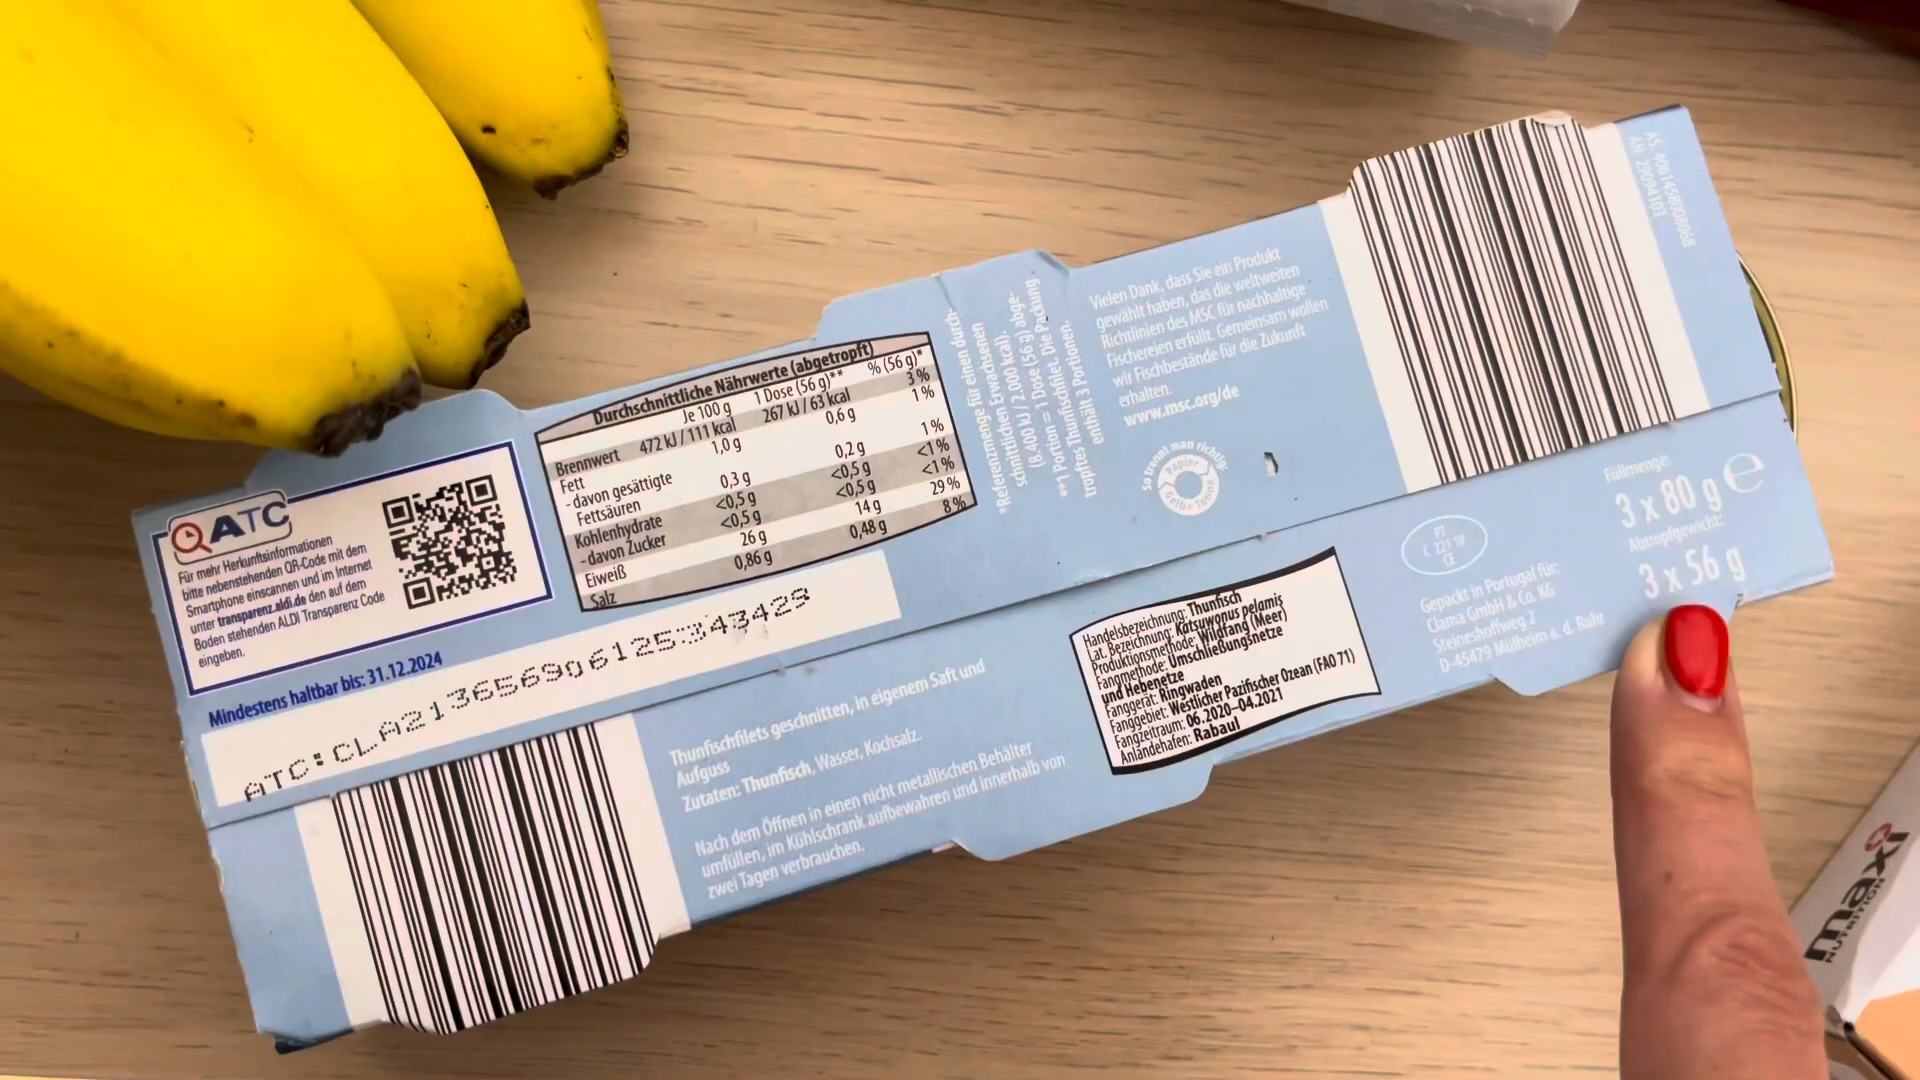 ATC
Für mehr Herkunftsinformationen
bitte nebenstehenden QR-Code mit dem
Smartphone einscannen und im Internet
unter transparenz.aldi.de den auf dem
Boden stehenden ALDI Transparenz Code
eingeben.
Mindestens haltbar bis: 31.12.2024
ATC:CLA213656906125343429
Durchschnittliche Nährwerte (abgetropft)
Je 100 g 1 Dose (56 g)** % (56 g)*
Brennwert 472 kJ / 111 kcal 267 kJ / 63 kcal 3 %
Fett 1,0 g 0,6 g 1 %
- davon gesättigte
Fettsäuren 0,3 g 0,2 g 1 %
Kohlenhydrate <0,5 g <0,5 g <1 %
- davon Zucker <0,5 g <0,5 g <1 %
Eiweiß 26 g 14 g 29 %
Salz 0,86 g 0,48 g 8 %
*Referenzmenge für einen durch-
schnittlichen Erwachsenen
(8.400 kJ / 2.000 kcal).
**1 Portion = 1 Dose (56 g) abge-
tropftes Thunfischfilet. Die Packung
enthält 3 Portionen.
Vielen Dank, dass Sie ein Produkt
gewählt haben, das die weltweiten
Richtlinien des MSC für nachhaltige
Fischereien erfüllt. Gemeinsam wollen
wir Fischbestände für die Zukunft
erhalten.
www.msc.org/de
So trennt man richtig:
Papier
Gelbe Tonne
AS. 4061458008068
AN 29094103
Thunfischfilets geschnitten, in eigenem Saft und
Aufguss
Zutaten: Thunfisch, Wasser, Kochsalz.
Nach dem Öffnen in einen nicht metallischen Behälter
umfüllen, im Kühlschrank aufbewahren und innerhalb von
zwei Tagen verbrauchen.
Handelsbezeichnung: Thunfisch
Lat. Bezeichnung: Katsuwonus pelamis
Produktionsmethode: Wildfang (Meer)
Fangmethode: Umschließungsnetze
und Hebenetze
Fanggerät: Ringwaden
Fanggebiet: Westlicher Pazifischer Ozean (FAO 71)
Fangzeitraum: 06.2020–04.2021
Anlandehafen: Rabaul
PT
C 221 1P
CE
Gepackt in Portugal für:
Clama GmbH & Co. KG
Steineshoffweg 2
D-45479 Mülheim a. d. Ruhr
Füllmenge:
3 x 80 g e
Abtropfgewicht:
3 x 56 g
maxi
NUTRITION